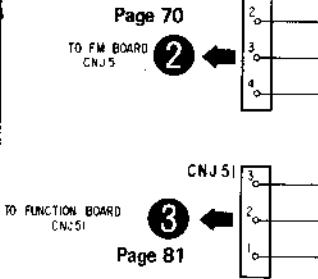 Page 70
2
TO FM BOARD
CNJ5
2
3
4
CNJ51
3
TO FUNCTION BOARD
CNJ51
3
2
1
Page 81